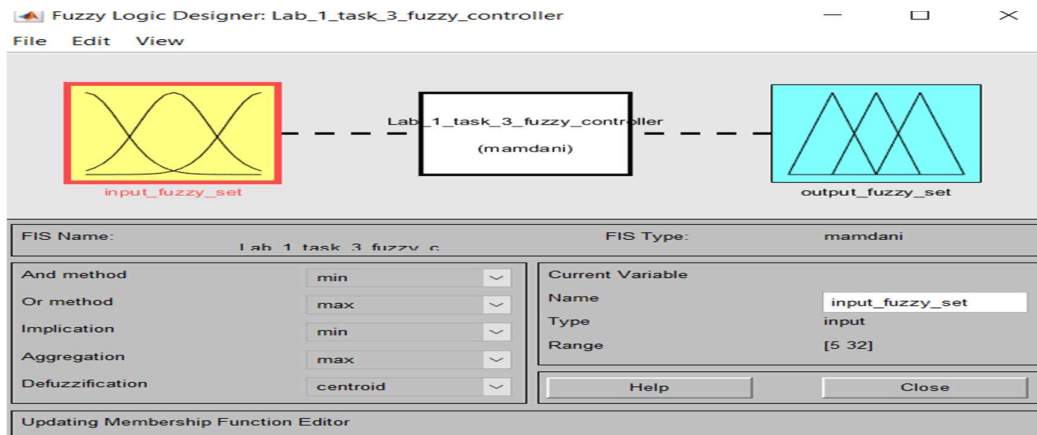 Fuzzy Logic Designer: Lab_1_task_3_fuzzy_controller
File Edit View
Lab_1_task_3_fuzzy_controller
(mamdani)
input_fuzzy_set
output_fuzzy_set
FIS Name:
Lab_1_task_3_fuzzy_c
FIS Type:
mamdani
And method
min
Or method
max
Implication
min
Aggregation
max
Defuzzification
centroid
Current Variable
Name
input_fuzzy_set
Type
input
Range
[5 32]
Help
Close
Updating Membership Function Editor